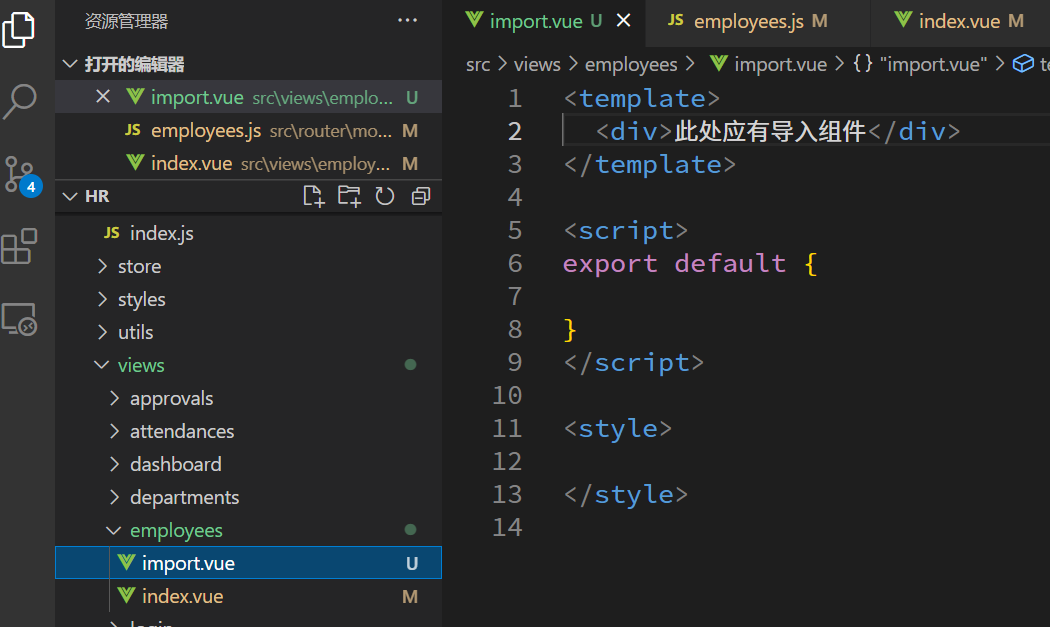 资源管理器 ···
打开的编辑器
import.vue src\views\emplo... U
JS employees.js src\router\mo... M
index.vue src\views\employ... M
HR
JS index.js
store
styles
utils
views
approvals
attendances
dashboard
departments
employees
import.vue U
index.vue M
4
import.vue U JS employees.js M index.vue M
src > views > employees > import.vue > {} "import.vue" >
1 <template>
2 <div>此处应有导入组件</div>
3 </template>
4
5 <script>
6 export default {
7
8 }
9 </script>
10
11 <style>
12
13 </style>
14